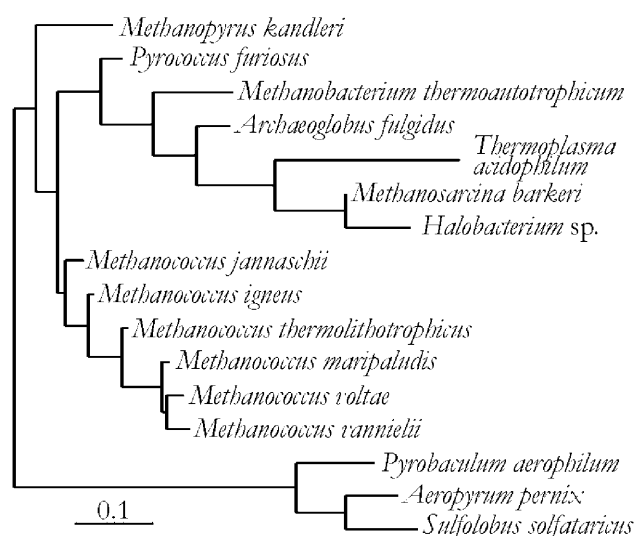 Methanopyrus kandleri
Pyrococcus furiosus
Methanobacterium thermoautotrophicum
Archaeoglobus fulgidus
Thermoplasma
acidophilum
Methanosarcina barkeri
Halobacterium sp.
Methanococcus jannaschii
Methanococcus igneus
Methanococcus thermolithotrophicus
Methanococcus maripaludis
Methanococcus voltae
Methanococcus vannielii
Pyrobaculum aerophilum
Aeropyrum pernix
Sulfolobus solfataricus
0.1